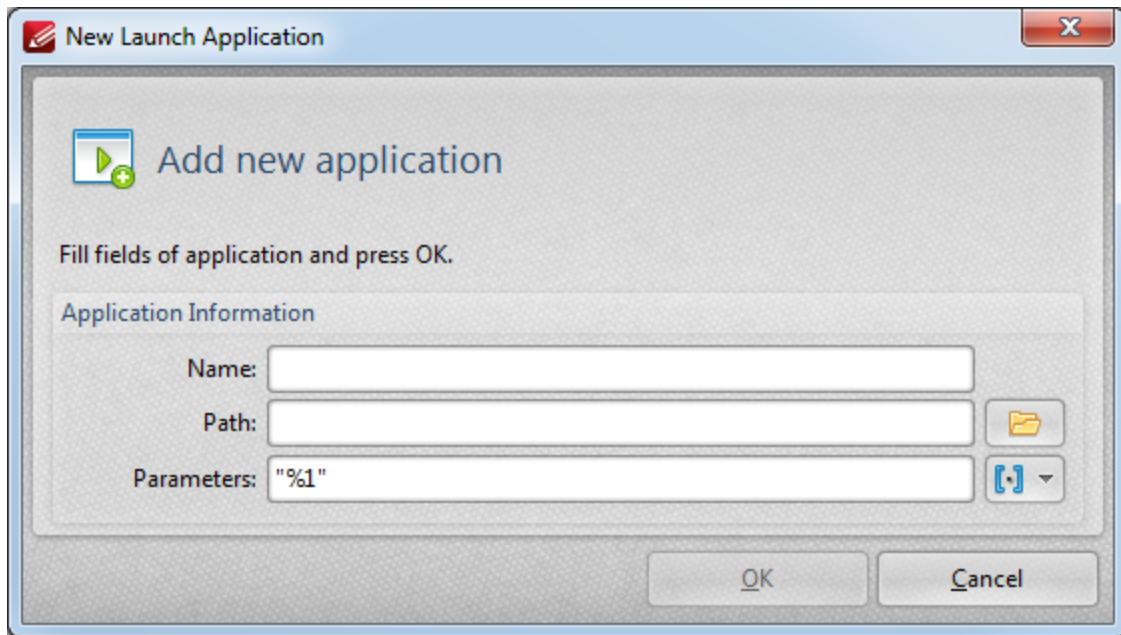 New Launch Application
Add new application
Fill fields of application and press OK.
Application Information
Name:
Path:
Parameters: "%1"
OK Cancel